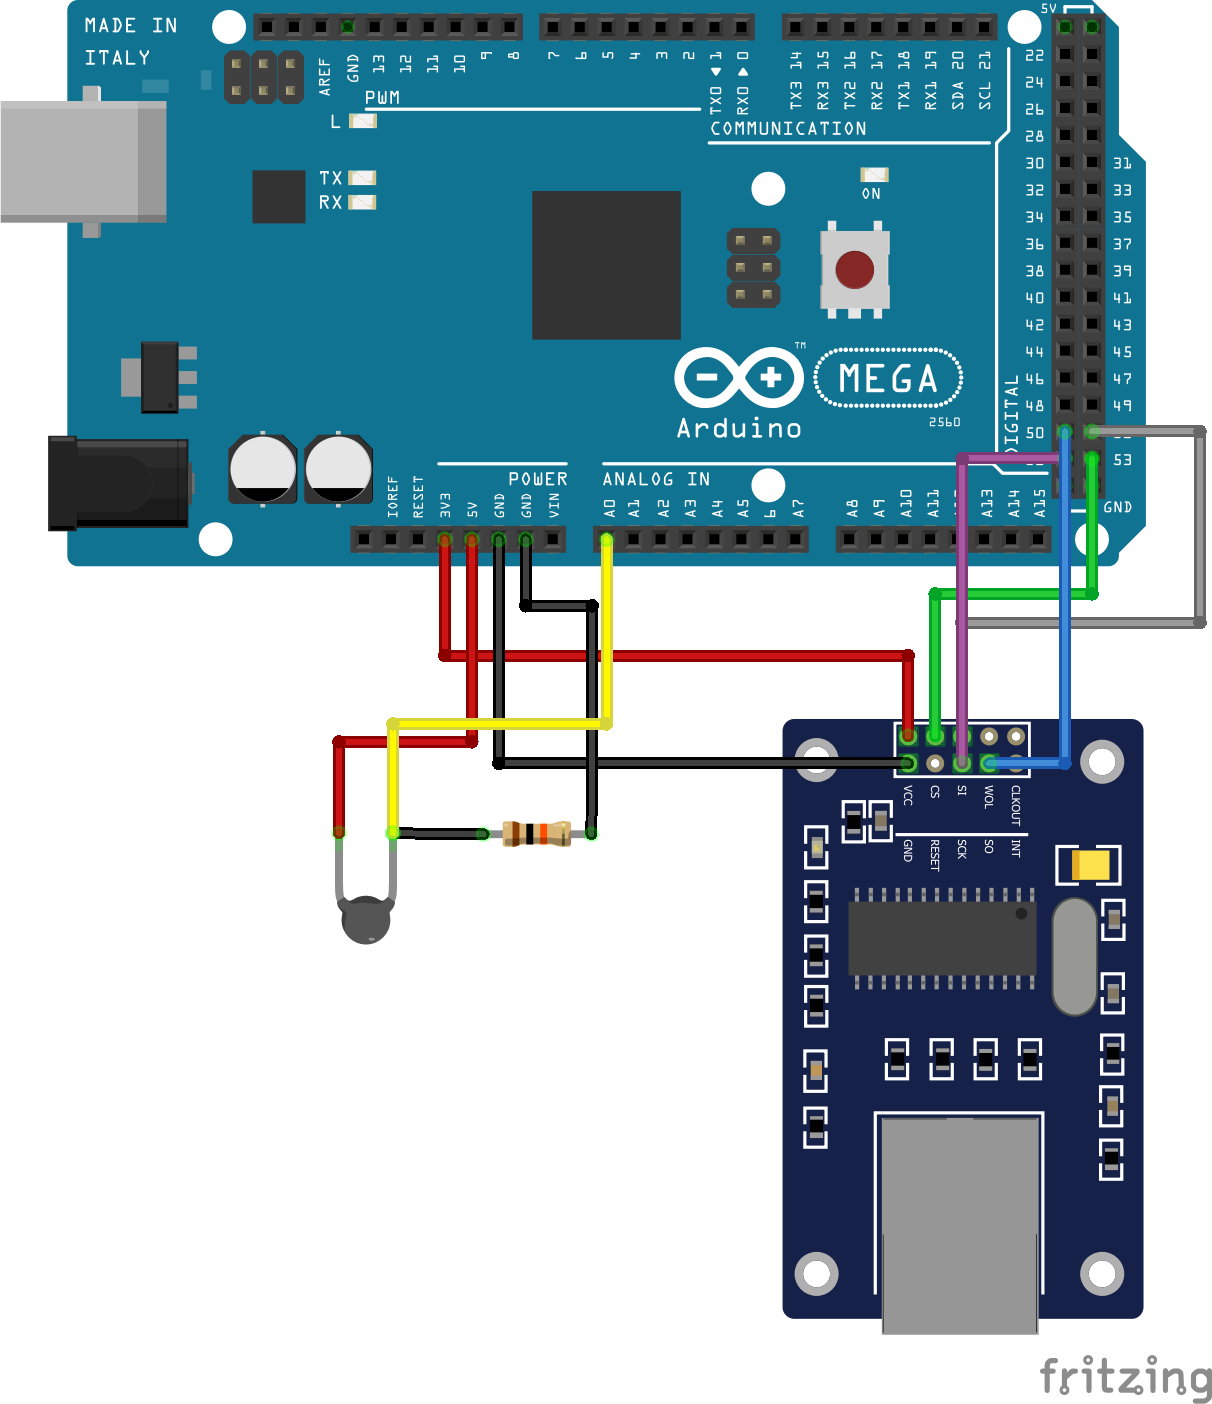 MADE IN
ITALY
AREF
GND
13
12
11
10
9
8
7
6
5
4
3
2
TX0 ▶ 1
RX0 ◀ 0
TX3 14
RX3 15
TX2 16
RX2 17
TX1 18
RX1 19
SDA 20
SCL 21
5V
PWM
COMMUNICATION
L
TX
RX
ON
22
24
26
28
30 31
32 33
34 35
36 37
38 39
40 41
42 43
44 45
46 47
48 49
50
53
GND
DIGITAL
MEGA
TM
Arduino
2560
POWER
ANALOG IN
IOREF
RESET
3V3
5V
GND
GND
VIN
A0
A1
A2
A3
A4
A5
6
A7
A8
A9
A10
A11
A13
A14
A15
VCC
CS
SI
WOL
CLKOUT
GND
RESET
SCK
SO
INT
fritzing